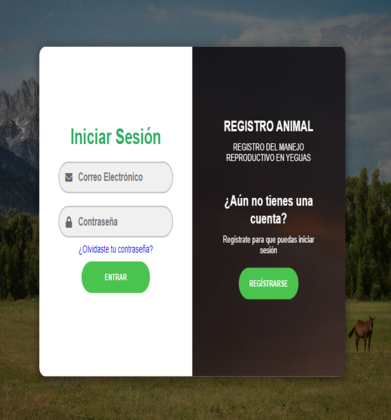 Iniciar Sesión
Correo Electrónico
Contraseña
¿Olvidaste tu contraseña?
ENTRAR
REGISTRO ANIMAL
REGISTRO DEL MANEJO
REPRODUCTIVO EN YEGUAS
¿Aún no tienes una
cuenta?
Regístrate para que puedas iniciar
sesión
REGÍSTRARSE